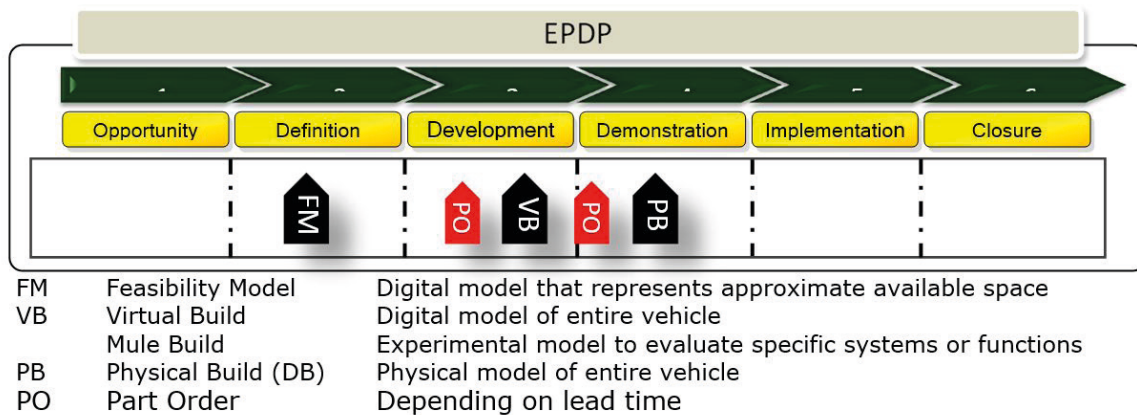 EPDP
Opportunity Definition Development Demonstration Implementation Closure
FM PO VB PO PB
FM Feasibility Model Digital model that represents approximate available space
VB Virtual Build Digital model of entire vehicle
Mule Build Experimental model to evaluate specific systems or functions
PB Physical Build (DB) Physical model of entire vehicle
PO Part Order Depending on lead time